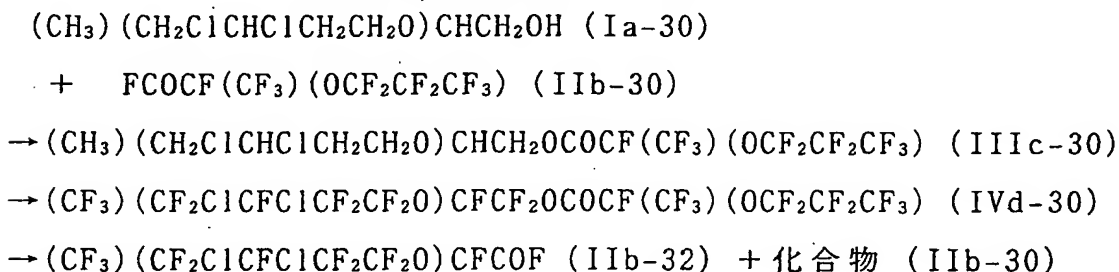 (CH₃)(CH₂ClCHClCH₂CH₂O)CHCH₂OH (Ia-30)
+ FCOCF(CF₃)(OCF₂CF₂CF₃) (IIb-30)
→(CH₃)(CH₂ClCHClCH₂CH₂O)CHCH₂OCOCF(CF₃)(OCF₂CF₂CF₃) (IIIc-30)
→(CF₃)(CF₂ClCFClCF₂CF₂O)CFCF₂OCOCF(CF₃)(OCF₂CF₂CF₃) (IVd-30)
→(CF₃)(CF₂ClCFClCF₂CF₂O)CFCOF (IIb-32) +化合物 (IIb-30)